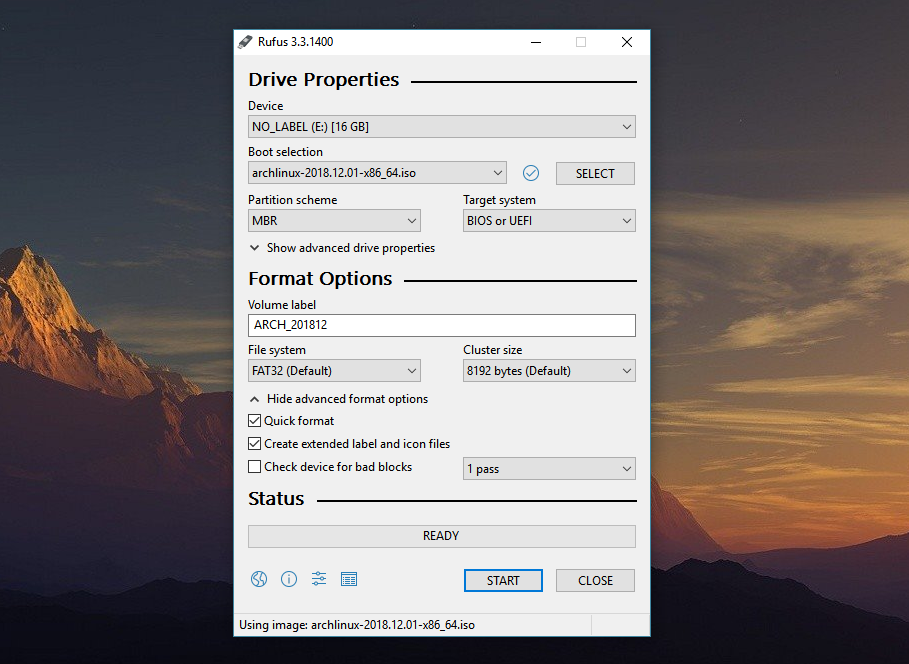 Rufus 3.3.1400
Drive Properties
Device
NO_LABEL (E:) [16 GB]
Boot selection
archlinux-2018.12.01-x86_64.iso
SELECT
Partition scheme
Target system
MBR
BIOS or UEFI
Show advanced drive properties
Format Options
Volume label
ARCH_201812
File system
Cluster size
FAT32 (Default)
8192 bytes (Default)
Hide advanced format options
Quick format
Create extended label and icon files
Check device for bad blocks
1 pass
Status
READY
START
CLOSE
Using image: archlinux-2018.12.01-x86_64.iso